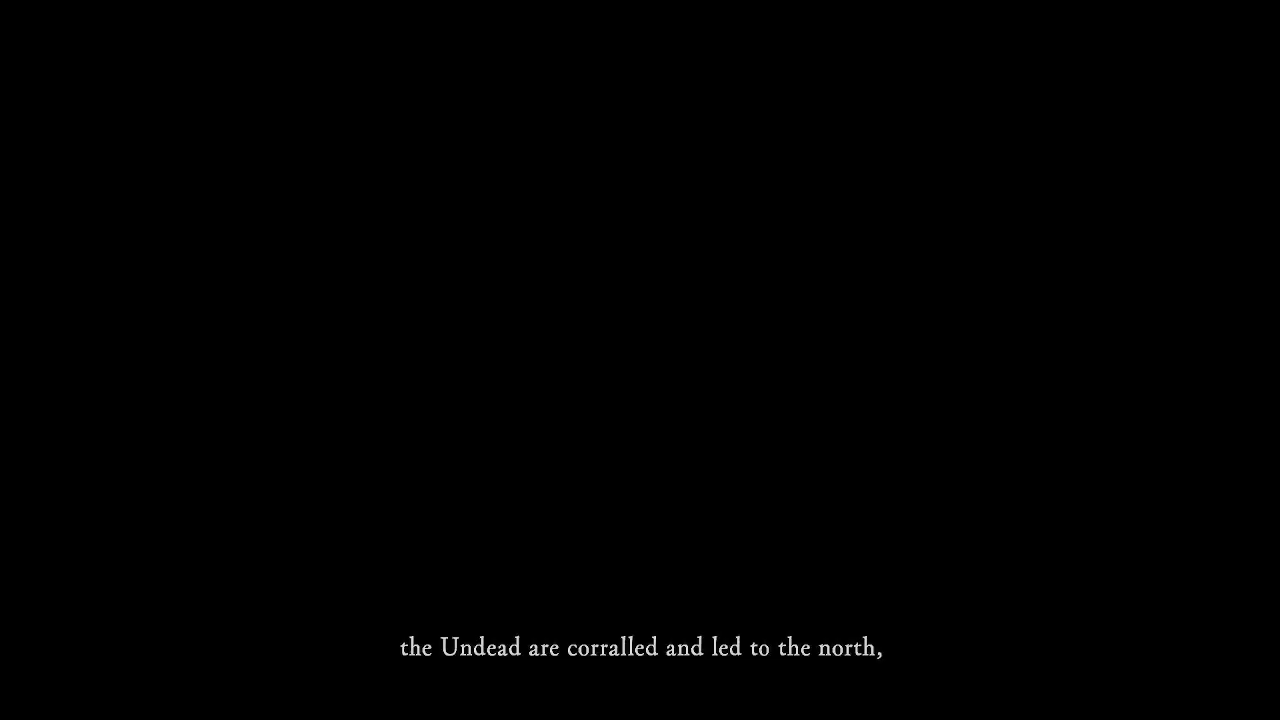 the Undead are corralled and led to the north,